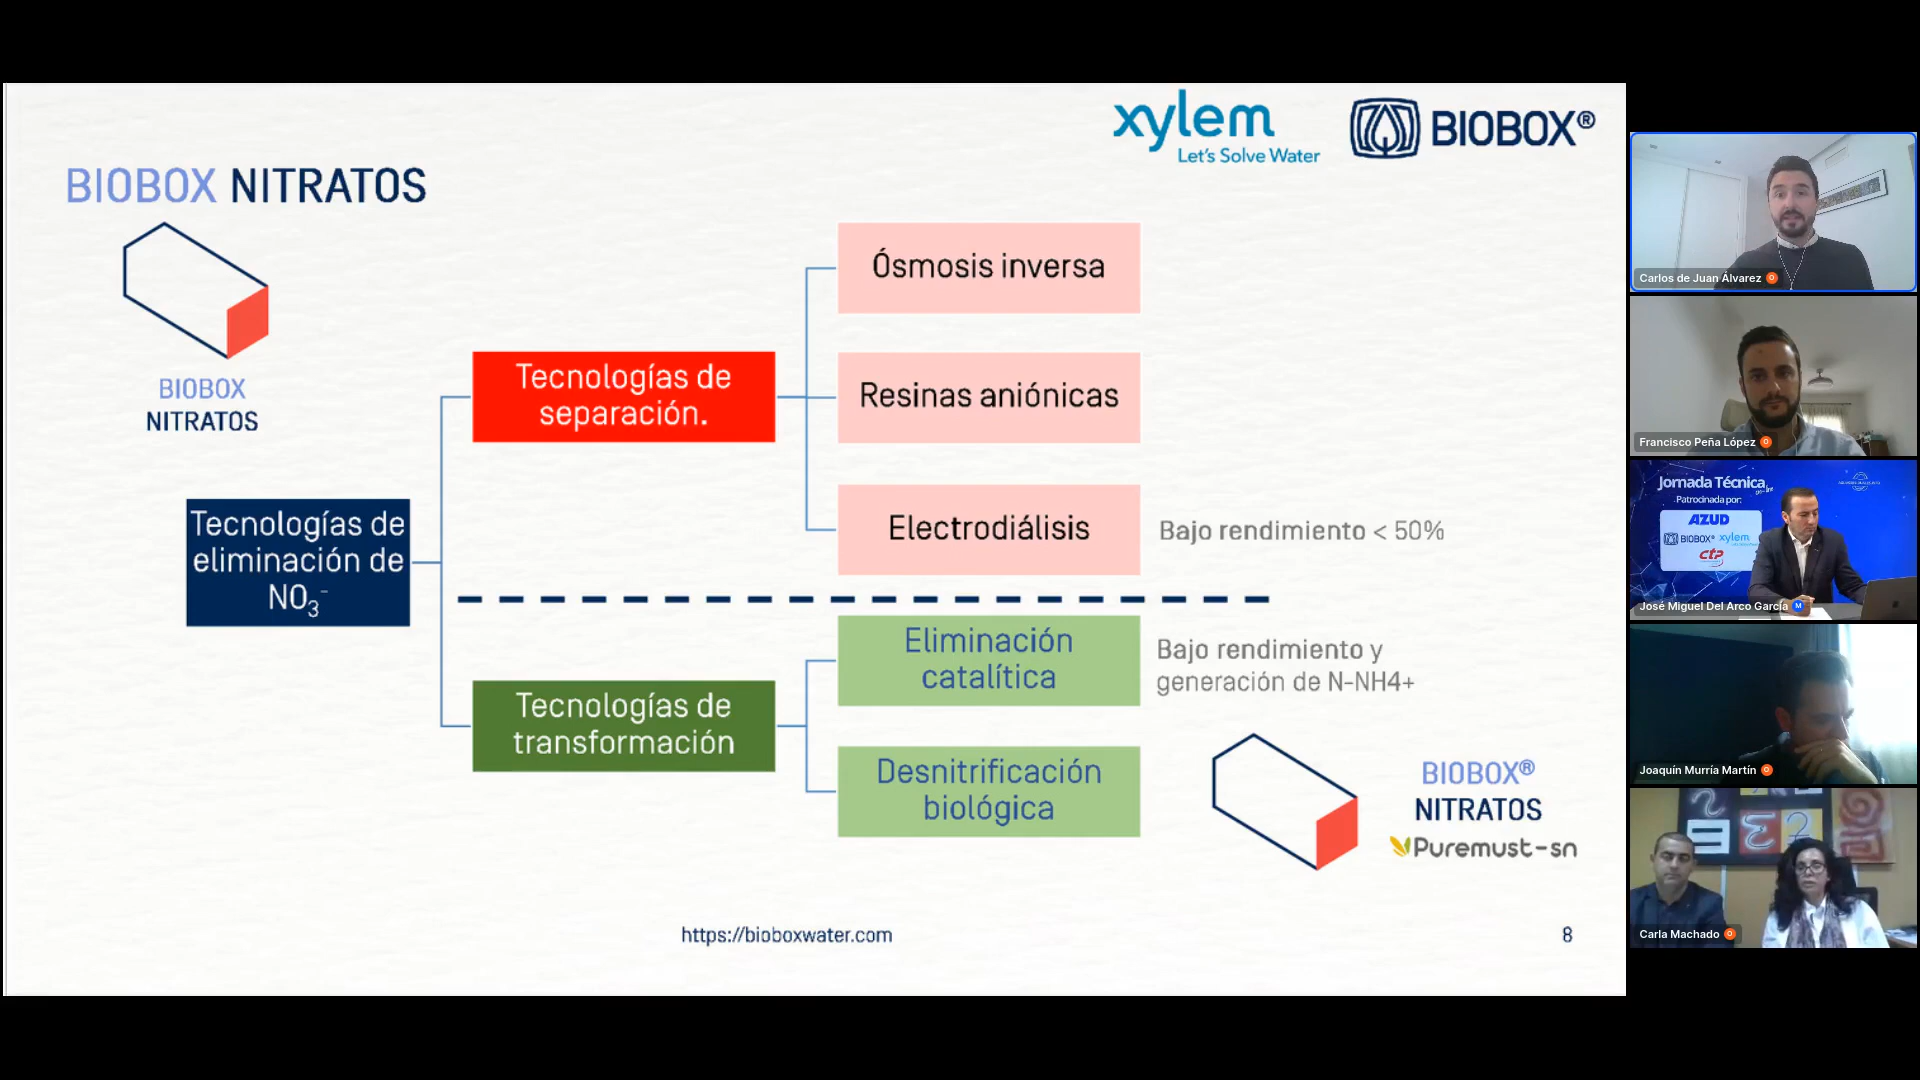 xylem
Let's Solve Water
BIOBOX®
BIOBOX NITRATOS
BIOBOX
NITRATOS
Tecnologías de
eliminación de
NO₃⁻
Tecnologías de
separación.
Ósmosis inversa
Resinas aniónicas
Electrodiálisis
Bajo rendimiento < 50%
Tecnologías de
transformación
Eliminación
catalítica
Bajo rendimiento y
generación de N-NH4+
Desnitrificación
biológica
BIOBOX®
NITRATOS
Puremust-sn
https://bioboxwater.com
8
Carlos de Juan Álvarez
Francisco Peña López
Jornada Técnica
Patrocinada por:
AZUD
BIOBOX® xylem
ctp
José Miguel Del Arco García
M
Joaquín Murría Martín
Carla Machado